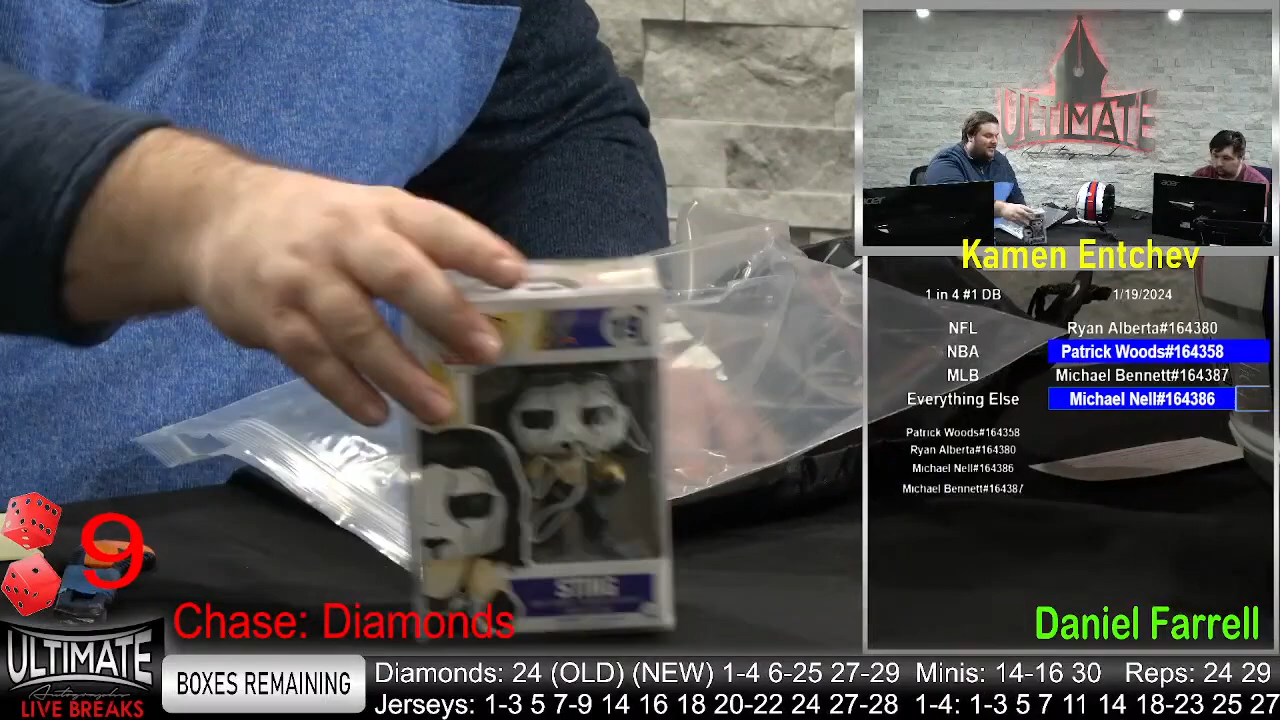 ULTIMATE
acer
acer
Kamen Entchev
1 in 4 #1 DB 1/19/2024
NFL Ryan Alberta#164380
NBA Patrick Woods#164358
MLB Michael Bennett#164387
Everything Else Michael Nell#164386
Patrick Woods#164358
Ryan Alberta#164380
Michael Nell#164386
Michael Bennett#164387
Daniel Farrell
19
STING
9
Chase: Diamonds
ULTIMATE
Autographs
LIVE BREAKS
BOXES REMAINING
Diamonds: 24 (OLD) (NEW) 1-4 6-25 27-29 Minis: 14-16 30 Reps: 24 29
Jerseys: 1-3 5 7-9 14 16 18 20-22 24 27-28 1-4: 1-3 5 7 11 14 18-23 25 27